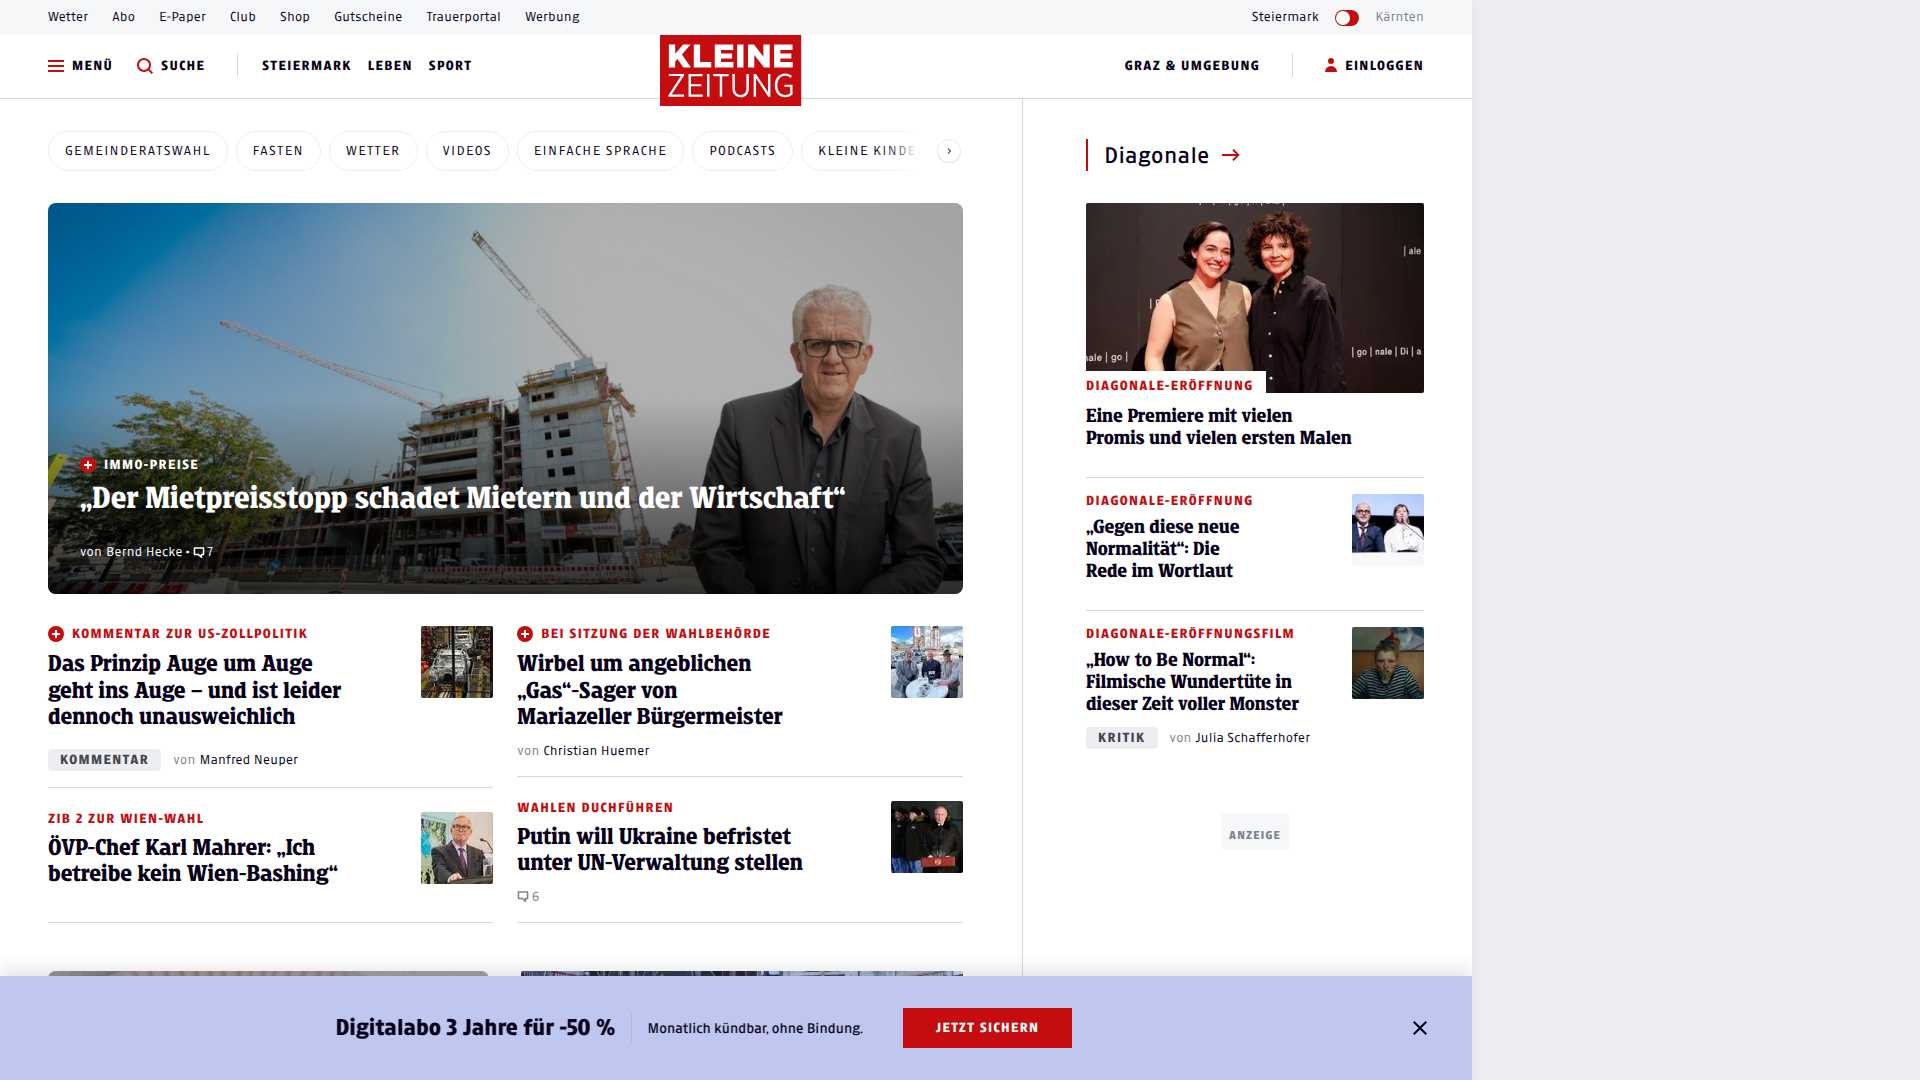 Wetter Abo E-Paper Club Shop Gutscheine Trauerportal Werbung
Steiermark Kärnten
MENÜ SUCHE STEIERMARK LEBEN SPORT
KLEINE
ZEITUNG
GRAZ & UMGEBUNG EINLOGGEN
GEMEINDERATSWAHL FASTEN WETTER VIDEOS EINFACHE SPRACHE PODCASTS KLEINE KINDE
IMMO-PREISE
„Der Mietpreisstopp schadet Mietern und der Wirtschaft“
von Bernd Hecke • 7
KOMMENTAR ZUR US-ZOLLPOLITIK
Das Prinzip Auge um Auge
geht ins Auge – und ist leider
dennoch unausweichlich
KOMMENTAR von Manfred Neuper
ZIB 2 ZUR WIEN-WAHL
ÖVP-Chef Karl Mahrer: „Ich
betreibe kein Wien-Bashing“
BEI SITZUNG DER WAHLBEHÖRDE
Wirbel um angeblichen
„Gas“-Sager von
Mariazeller Bürgermeister
von Christian Huemer
WAHLEN DUCHFÜHREN
Putin will Ukraine befristet
unter UN-Verwaltung stellen
6
Diagonale
ale
| go | nale | Di | a
nale | go |
DIAGONALE-ERÖFFNUNG
Eine Premiere mit vielen
Promis und vielen ersten Malen
DIAGONALE-ERÖFFNUNG
„Gegen diese neue
Normalität“: Die
Rede im Wortlaut
DIAGONALE-ERÖFFNUNGSFILM
„How to Be Normal“:
Filmische Wundertüte in
dieser Zeit voller Monster
KRITIK von Julia Schafferhofer
ANZEIGE
Digitalabo 3 Jahre für -50 %
Monatlich kündbar, ohne Bindung.
JETZT SICHERN